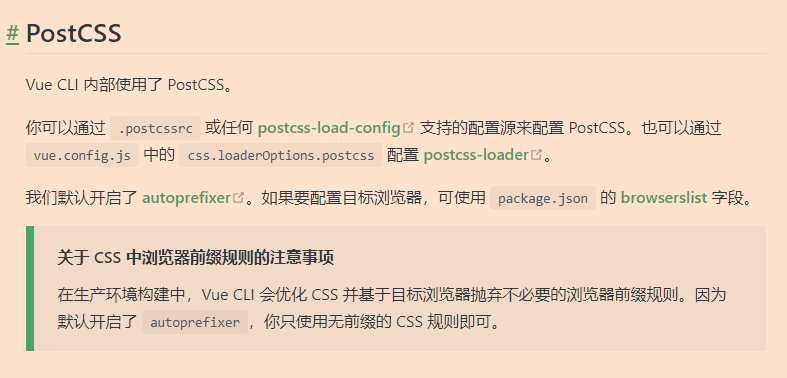 # PostCSS
Vue CLI 内部使用了 PostCSS。
你可以通过 .postcssrc 或任何 postcss-load-config 支持的配置源来配置 PostCSS。也可以通过
vue.config.js 中的 css.loaderOptions.postcss 配置 postcss-loader 。
我们默认开启了 autoprefixer 。如果要配置目标浏览器，可使用 package.json 的 browserslist 字段。
关于 CSS 中浏览器前缀规则的注意事项
在生产环境构建中，Vue CLI 会优化 CSS 并基于目标浏览器抛弃不必要的浏览器前缀规则。因为
默认开启了 autoprefixer ，你只使用无前缀的 CSS 规则即可。